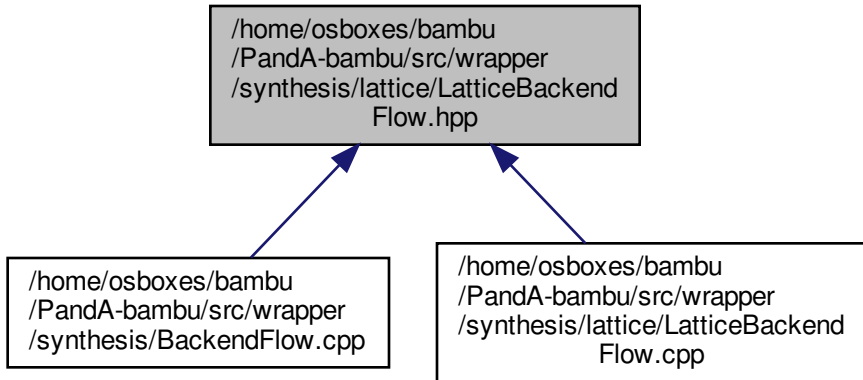 /home/osboxes/bambu
/PandA-bambu/src/wrapper
/synthesis/lattice/LatticeBackend
Flow.hpp
/home/osboxes/bambu
/PandA-bambu/src/wrapper
/synthesis/BackendFlow.cpp
/home/osboxes/bambu
/PandA-bambu/src/wrapper
/synthesis/lattice/LatticeBackend
Flow.cpp